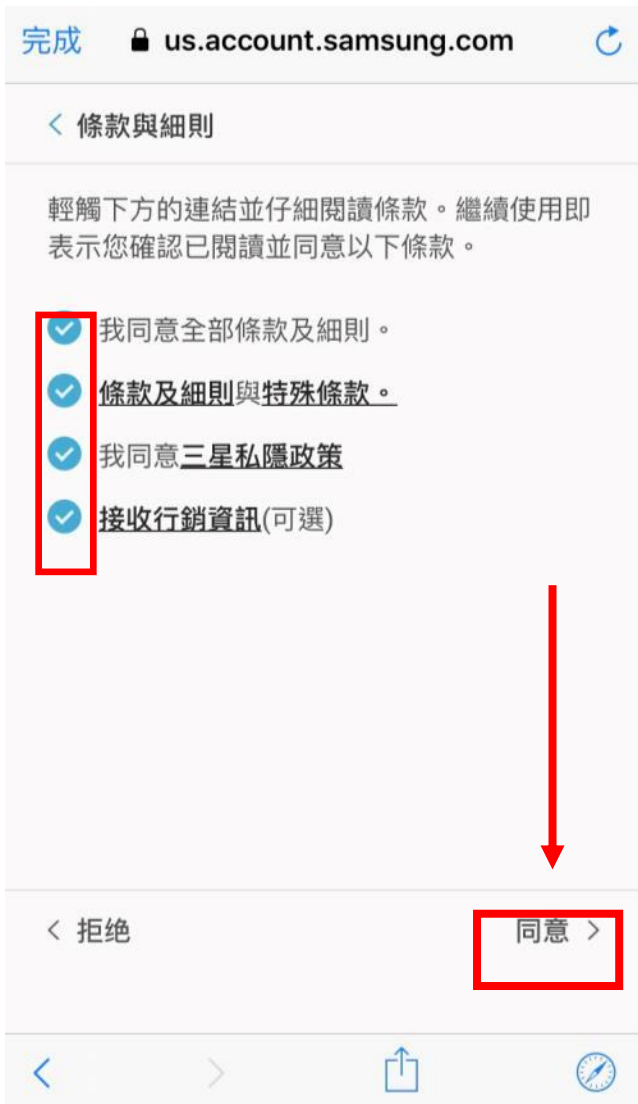 完成 us.account.samsung.com
條款與細則
輕觸下方的連結並仔細閱讀條款。繼續使用即
表示您確認已閱讀並同意以下條款。
我同意全部條款及細則。
條款及細則與特殊條款。
我同意三星私隱政策
接收行銷資訊(可選)
拒绝 同意